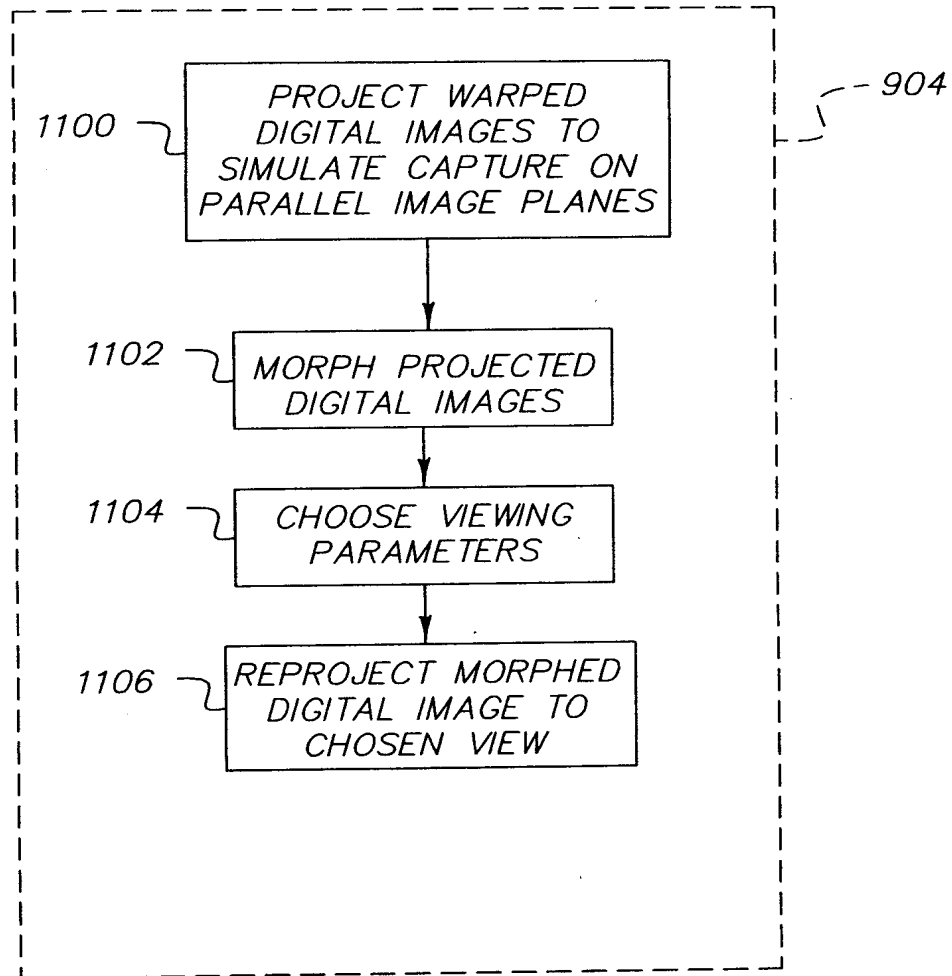 904
1100
PROJECT WARPED
DIGITAL IMAGES TO
SIMULATE CAPTURE ON
PARALLEL IMAGE PLANES
1102
MORPH PROJECTED
DIGITAL IMAGES
1104
CHOOSE VIEWING
PARAMETERS
1106
REPROJECT MORPHED
DIGITAL IMAGE TO
CHOSEN VIEW